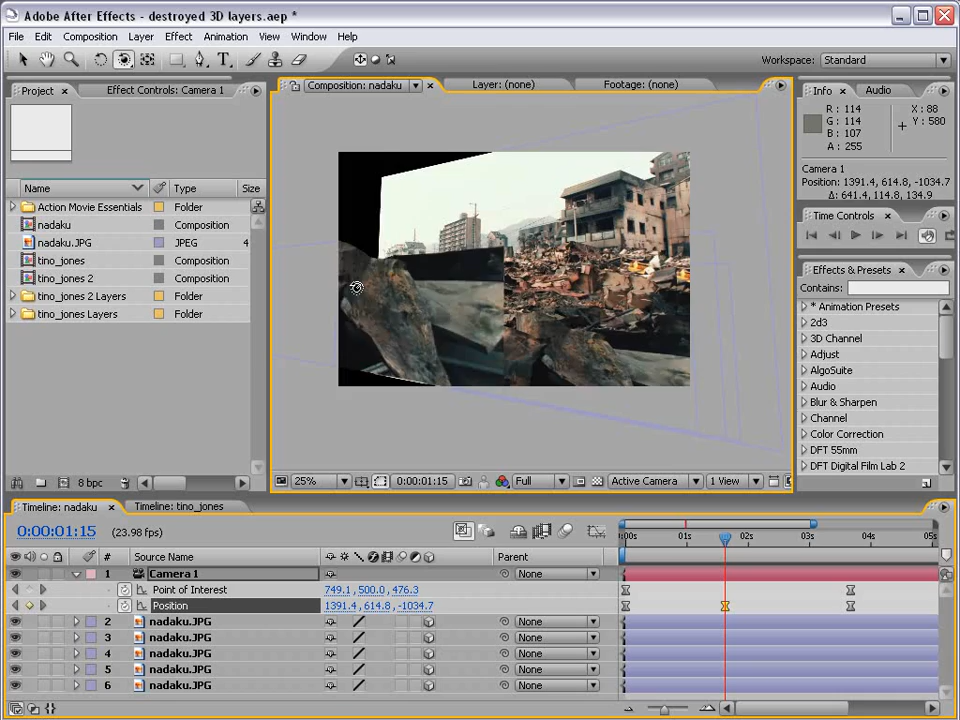 Adobe After Effects - destroyed 3D layers.aep *
File Edit Composition Layer Effect Animation View Window Help
T Workspace: Standard
Project × Effect Controls: Camera 1
Composition: nadaku × Layer: (none) Footage: (none)
Info × Audio
R : 114 X : 88
G : 114 Y : 580
B : 107
A : 255
Camera 1
Position: 1391.4, 614.8, -1034.7
Δ: 641.4, 114.8, 134.9
Name Type Size
Action Movie Essentials Folder
nadaku Composition
nadaku.JPG JPEG 4
tino_jones Composition
tino_jones 2 Composition
tino_jones 2 Layers Folder
tino_jones Layers Folder
Time Controls ×
Effects & Presets ×
Contains:
* Animation Presets
2d3
3D Channel
Adjust
AlgoSuite
Audio
Blur & Sharpen
Channel
Color Correction
DFT 55mm
DFT Digital Film Lab 2
8 bpc
25% 0:00:01:15 Full Active Camera 1 View
Timeline: nadaku × Timeline: tino_jones
0:00:01:15 (23.98 fps)
:00s 01s 02s 03s 04s 05s
# Source Name Parent
1 Camera 1 None
Point of Interest 749.1, 500.0, 476.3
Position 1391.4, 614.8, -1034.7
2 nadaku.JPG None
3 nadaku.JPG None
4 nadaku.JPG None
5 nadaku.JPG None
6 nadaku.JPG None